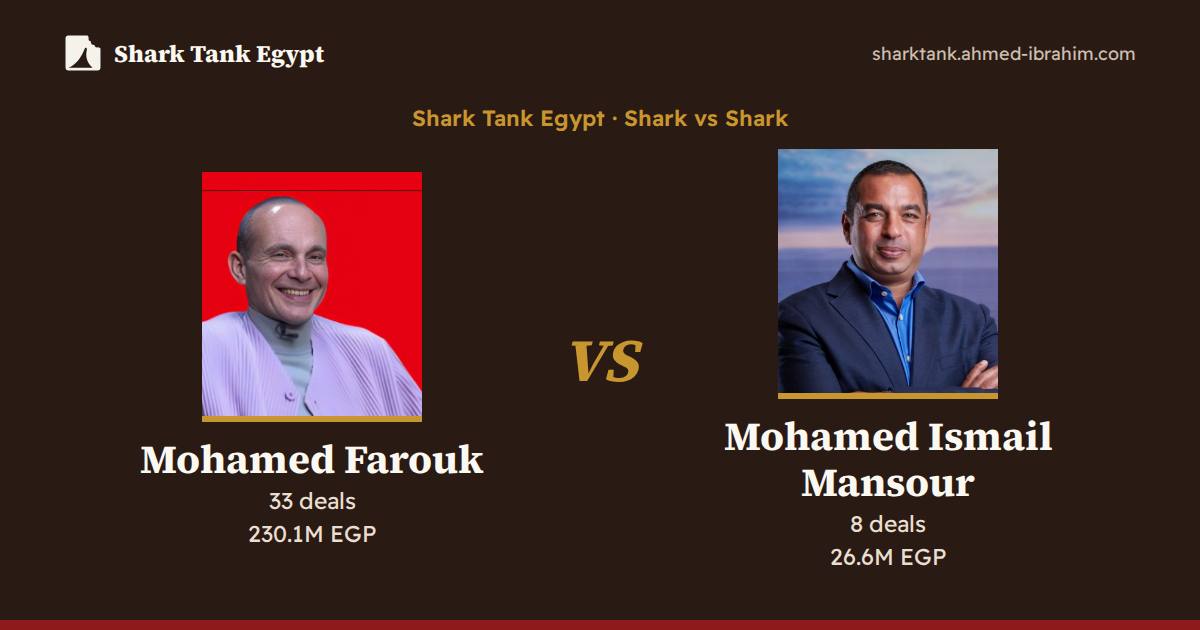 Shark Tank Egypt
sharktank.ahmed-ibrahim.com
Shark Tank Egypt · Shark vs Shark
Mohamed Farouk
33 deals
230.1M EGP
VS
Mohamed Ismail
Mansour
8 deals
26.6M EGP